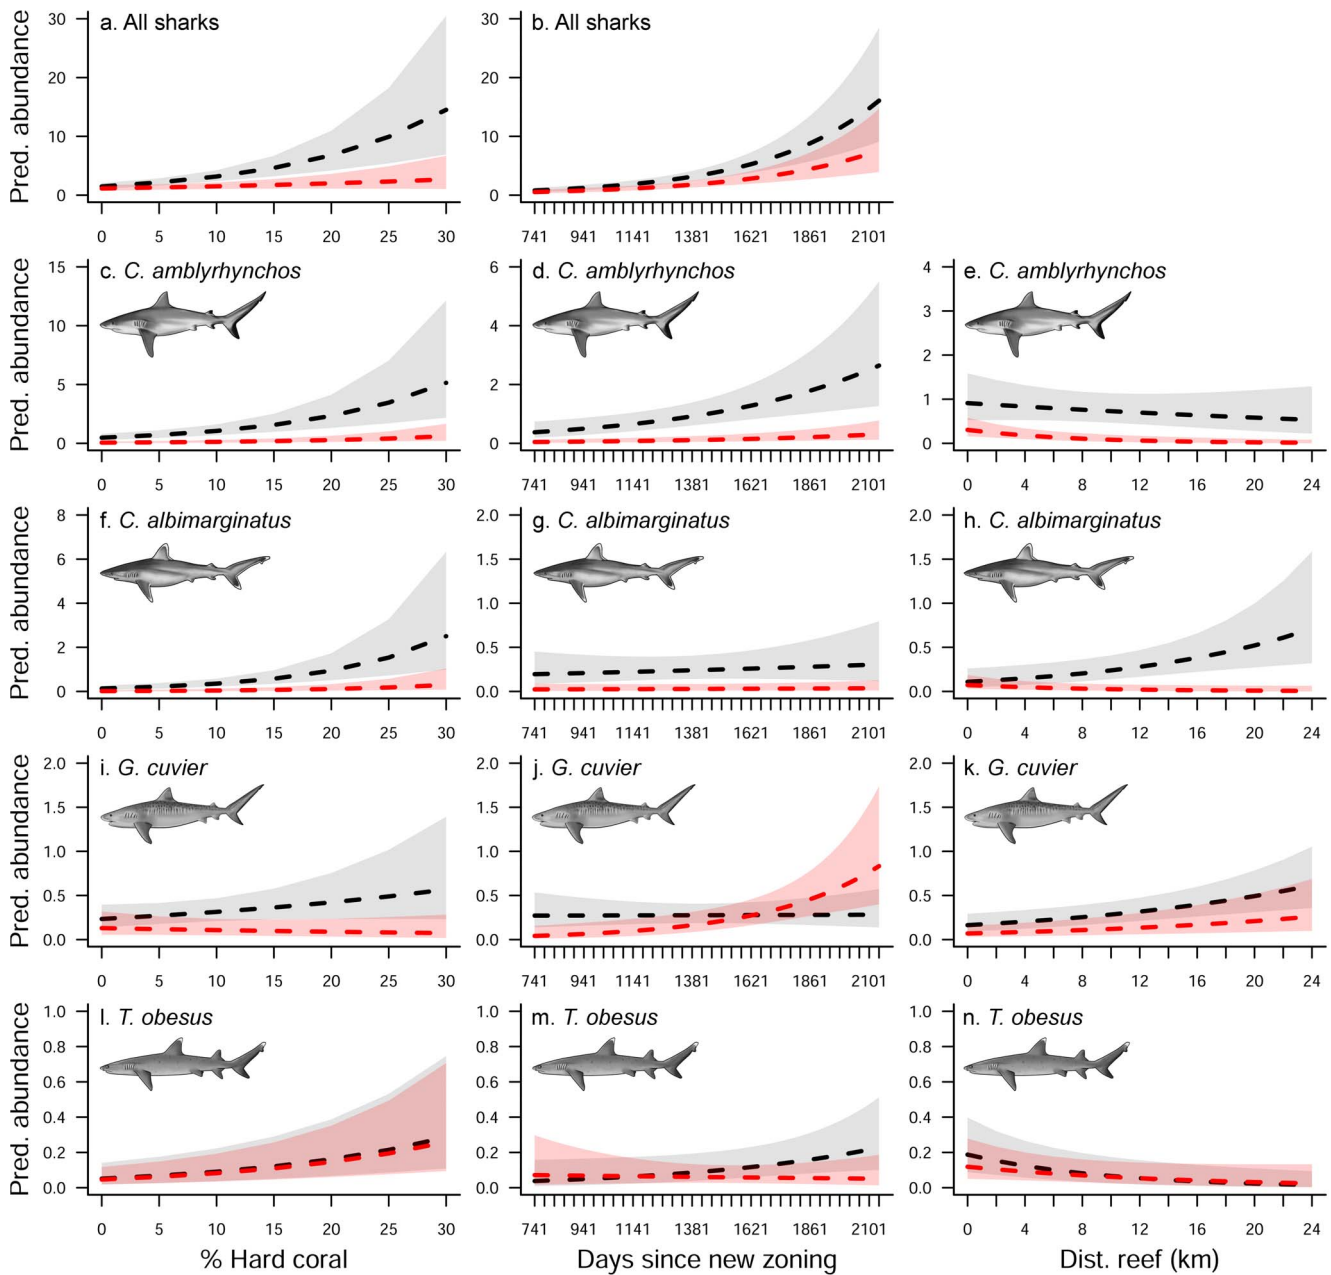 a. All sharks
Pred. abundance
30
20
10
0
0 5 10 15 20 25 30
b. All sharks
30
20
10
0
741 941 1141 1381 1621 1861 2101
c. C. amblyrhynchos
Pred. abundance
15
10
5
0
0 5 10 15 20 25 30
d. C. amblyrhynchos
6
4
2
0
741 941 1141 1381 1621 1861 2101
e. C. amblyrhynchos
4
3
2
1
0
0 4 8 12 16 20 24
f. C. albimarginatus
Pred. abundance
8
6
4
2
0
0 5 10 15 20 25 30
g. C. albimarginatus
2.0
1.5
1.0
0.5
0.0
741 941 1141 1381 1621 1861 2101
h. C. albimarginatus
2.0
1.5
1.0
0.5
0.0
0 4 8 12 16 20 24
i. G. cuvier
Pred. abundance
2.0
1.5
1.0
0.5
0.0
0 5 10 15 20 25 30
j. G. cuvier
2.0
1.5
1.0
0.5
0.0
741 941 1141 1381 1621 1861 2101
k. G. cuvier
2.0
1.5
1.0
0.5
0.0
0 4 8 12 16 20 24
l. T. obesus
Pred. abundance
1.0
0.8
0.6
0.4
0.2
0.0
0 5 10 15 20 25 30
% Hard coral
m. T. obesus
1.0
0.8
0.6
0.4
0.2
0.0
741 941 1141 1381 1621 1861 2101
Days since new zoning
n. T. obesus
1.0
0.8
0.6
0.4
0.2
0.0
0 4 8 12 16 20 24
Dist. reef (km)